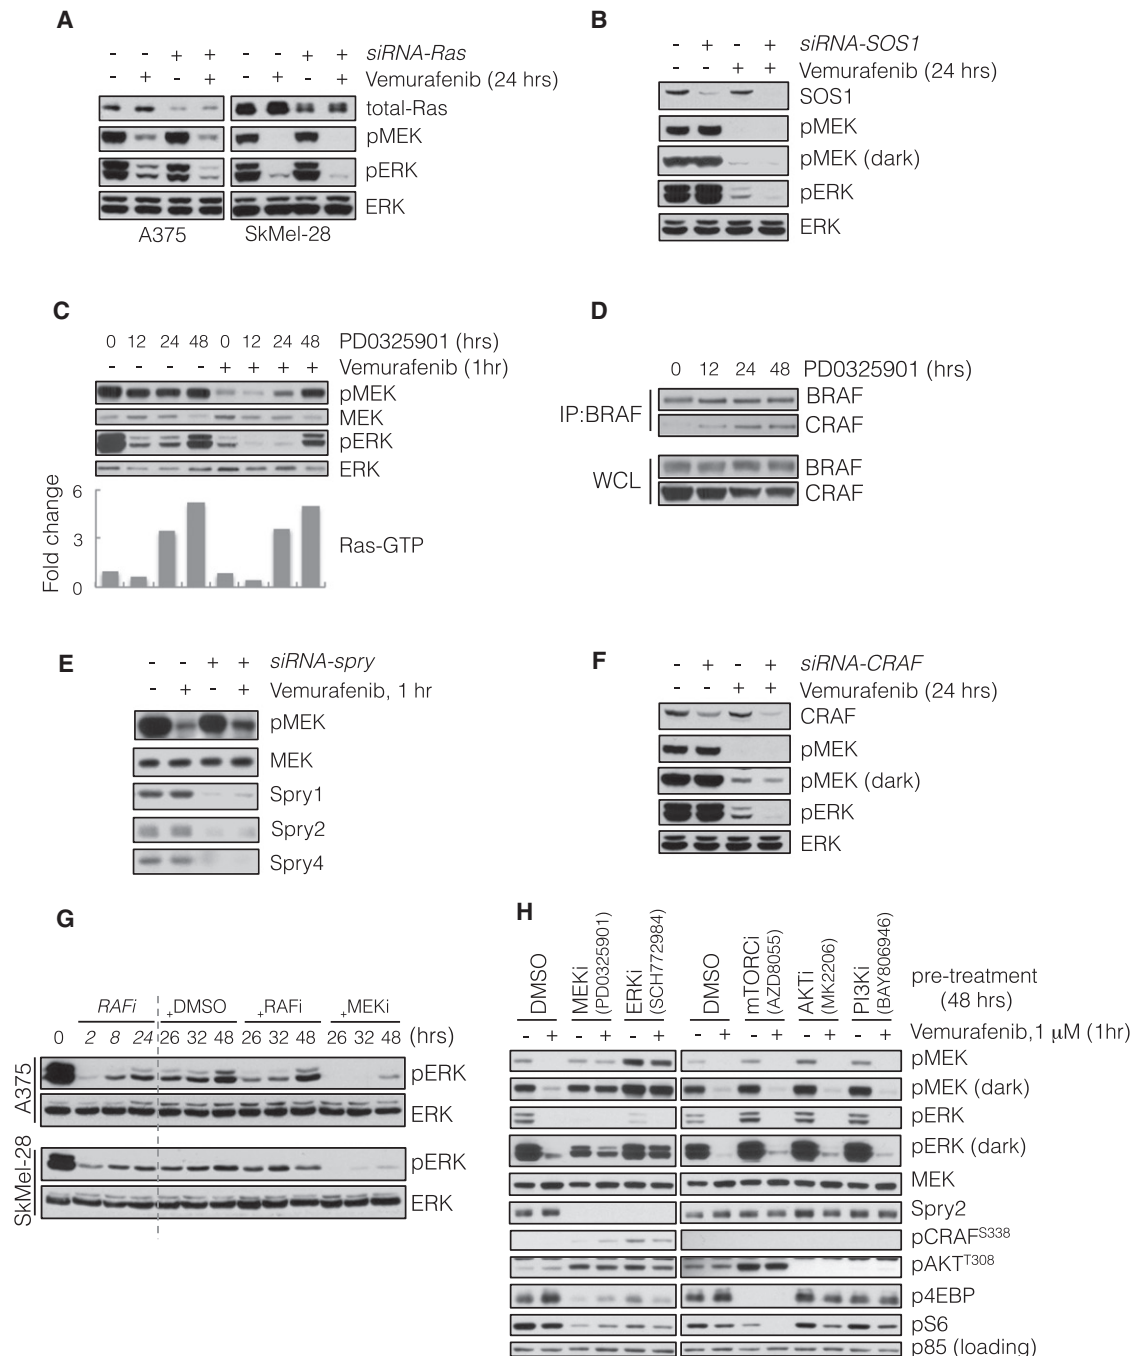 A
- - + + - - + + siRNA-Ras
- + - + - + - + Vemurafenib (24 hrs)
total-Ras
pMEK
pERK
ERK
A375 SkMel-28
B
- + - + siRNA-SOS1
- - + + Vemurafenib (24 hrs)
SOS1
pMEK
pMEK (dark)
pERK
ERK
C
0 12 24 48 0 12 24 48 PD0325901 (hrs)
- - - - + + + + Vemurafenib (1hr)
pMEK
MEK
pERK
ERK
Fold change
6
3
0
Ras-GTP
D
0 12 24 48 PD0325901 (hrs)
IP:BRAF
BRAF
CRAF
WCL
BRAF
CRAF
E
- - + + siRNA-spry
- + - + Vemurafenib, 1 hr
pMEK
MEK
Spry1
Spry2
Spry4
F
- + - + siRNA-CRAF
- - + + Vemurafenib (24 hrs)
CRAF
pMEK
pMEK (dark)
pERK
ERK
G
RAFi +DMSO +RAFi +MEKi
0 2 8 24 26 32 48 26 32 48 26 32 48 (hrs)
A375
pERK
ERK
SkMel-28
pERK
ERK
H
DMSO
MEKi
(PD0325901)
ERKi
(SCH772984)
DMSO
mTORCi
(AZD8055)
AKTi
(MK2206)
PI3Ki
(BAY806946)
pre-treatment
(48 hrs)
- + - + - + - + - + - + - + Vemurafenib,1 μM (1hr)
pMEK
pMEK (dark)
pERK
pERK (dark)
MEK
Spry2
pCRAFS338
pAKTT308
p4EBP
pS6
p85 (loading)